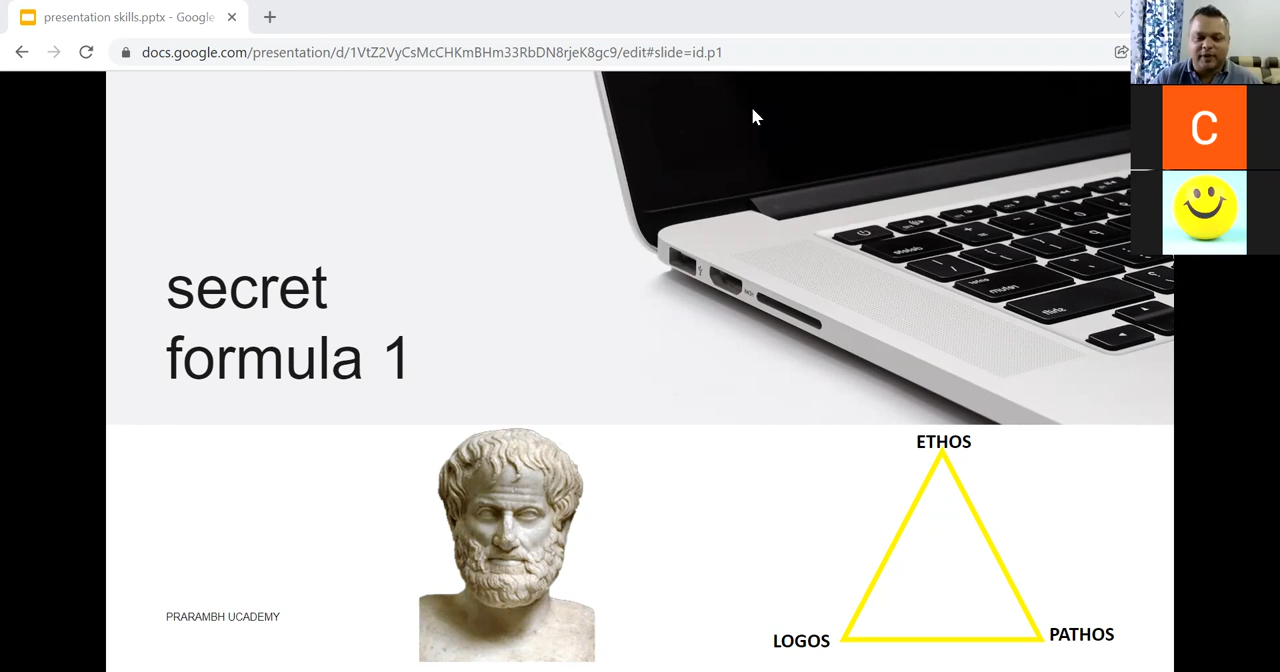 presentation skills.pptx - Google
docs.google.com/presentation/d/1VtZ2VyCsMcCHKmBHm33RbDN8rjeK8gc9/edit#slide=id.p1
C
secret
formula 1
ETHOS
LOGOS
PATHOS
PRARAMBH UCADEMY